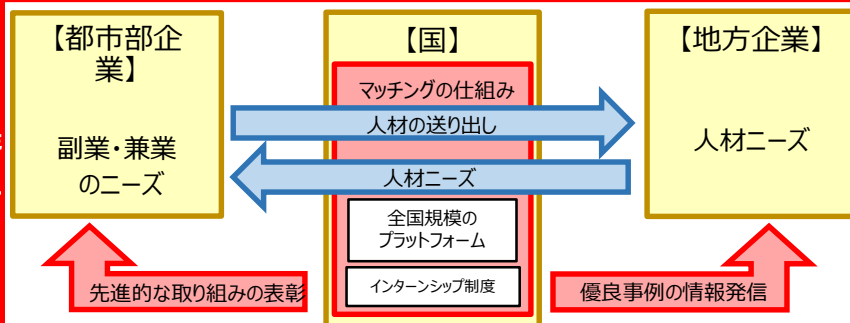 【都市部企
業】
副業・兼業
のニーズ
【国】
マッチングの仕組み
人材の送り出し
人材ニーズ
全国規模の
プラットフォーム
インターンシップ制度
【地方企業】
人材ニーズ
先進的な取り組みの表彰
優良事例の情報発信